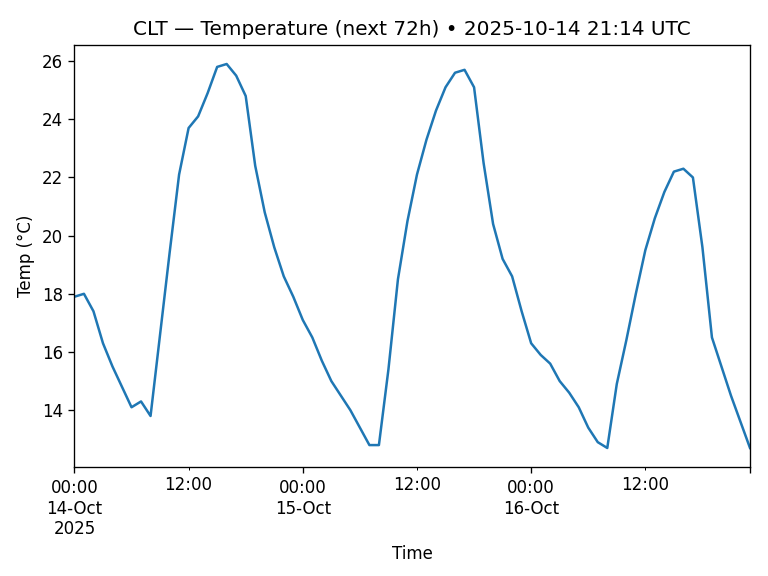 CLT — Temperature (next 72h) • 2025-10-14 21:14 UTC
26
24
22
20
18
16
14
Temp (°C)
00:00 12:00 00:00 12:00 00:00 12:00
14-Oct 15-Oct 16-Oct
2025
Time